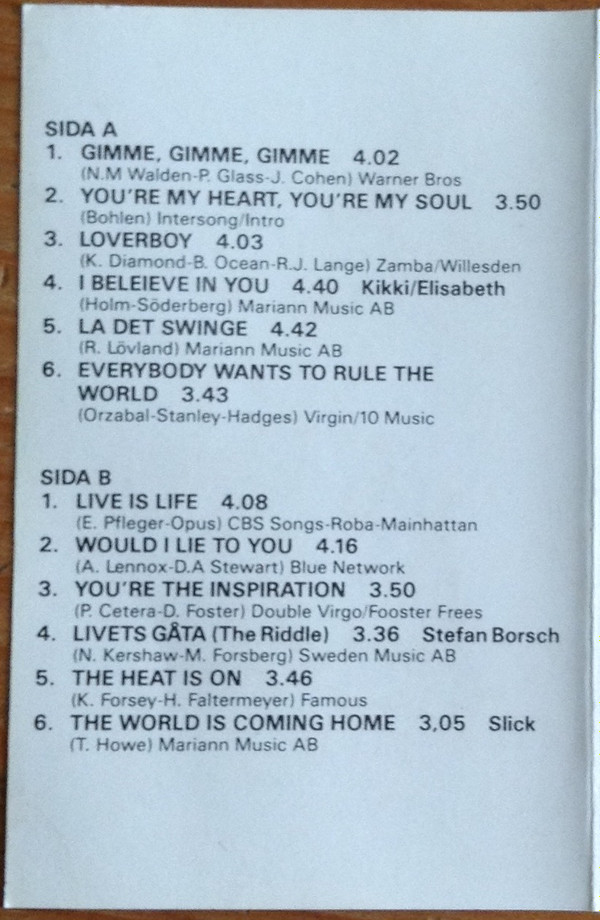 SIDA A
1. GIMME, GIMME, GIMME 4.02
(N.M Walden-P. Glass-J. Cohen) Warner Bros
2. YOU'RE MY HEART, YOU'RE MY SOUL 3.50
(Bohlen) Intersong/Intro
3. LOVERBOY 4.03
(K. Diamond-B. Ocean-R.J. Lange) Zamba/Willesden
4. I BELEIEVE IN YOU 4.40 Kikki/Elisabeth
(Holm-Söderberg) Mariann Music AB
5. LA DET SWINGE 4.42
(R. Lövland) Mariann Music AB
6. EVERYBODY WANTS TO RULE THE
WORLD 3.43
(Orzabal-Stanley-Hadges) Virgin/10 Music
SIDA B
1. LIVE IS LIFE 4.08
(E. Pfleger-Opus) CBS Songs-Roba-Mainhattan
2. WOULD I LIE TO YOU 4.16
(A. Lennox-D.A Stewart) Blue Network
3. YOU'RE THE INSPIRATION 3.50
(P. Cetera-D. Foster) Double Virgo/Fooster Frees
4. LIVETS GÅTA (The Riddle) 3.36 Stefan Borsch
(N. Kershaw-M. Forsberg) Sweden Music AB
5. THE HEAT IS ON 3.46
(K. Forsey-H. Faltermeyer) Famous
6. THE WORLD IS COMING HOME 3,05 Slick
(T. Howe) Mariann Music AB